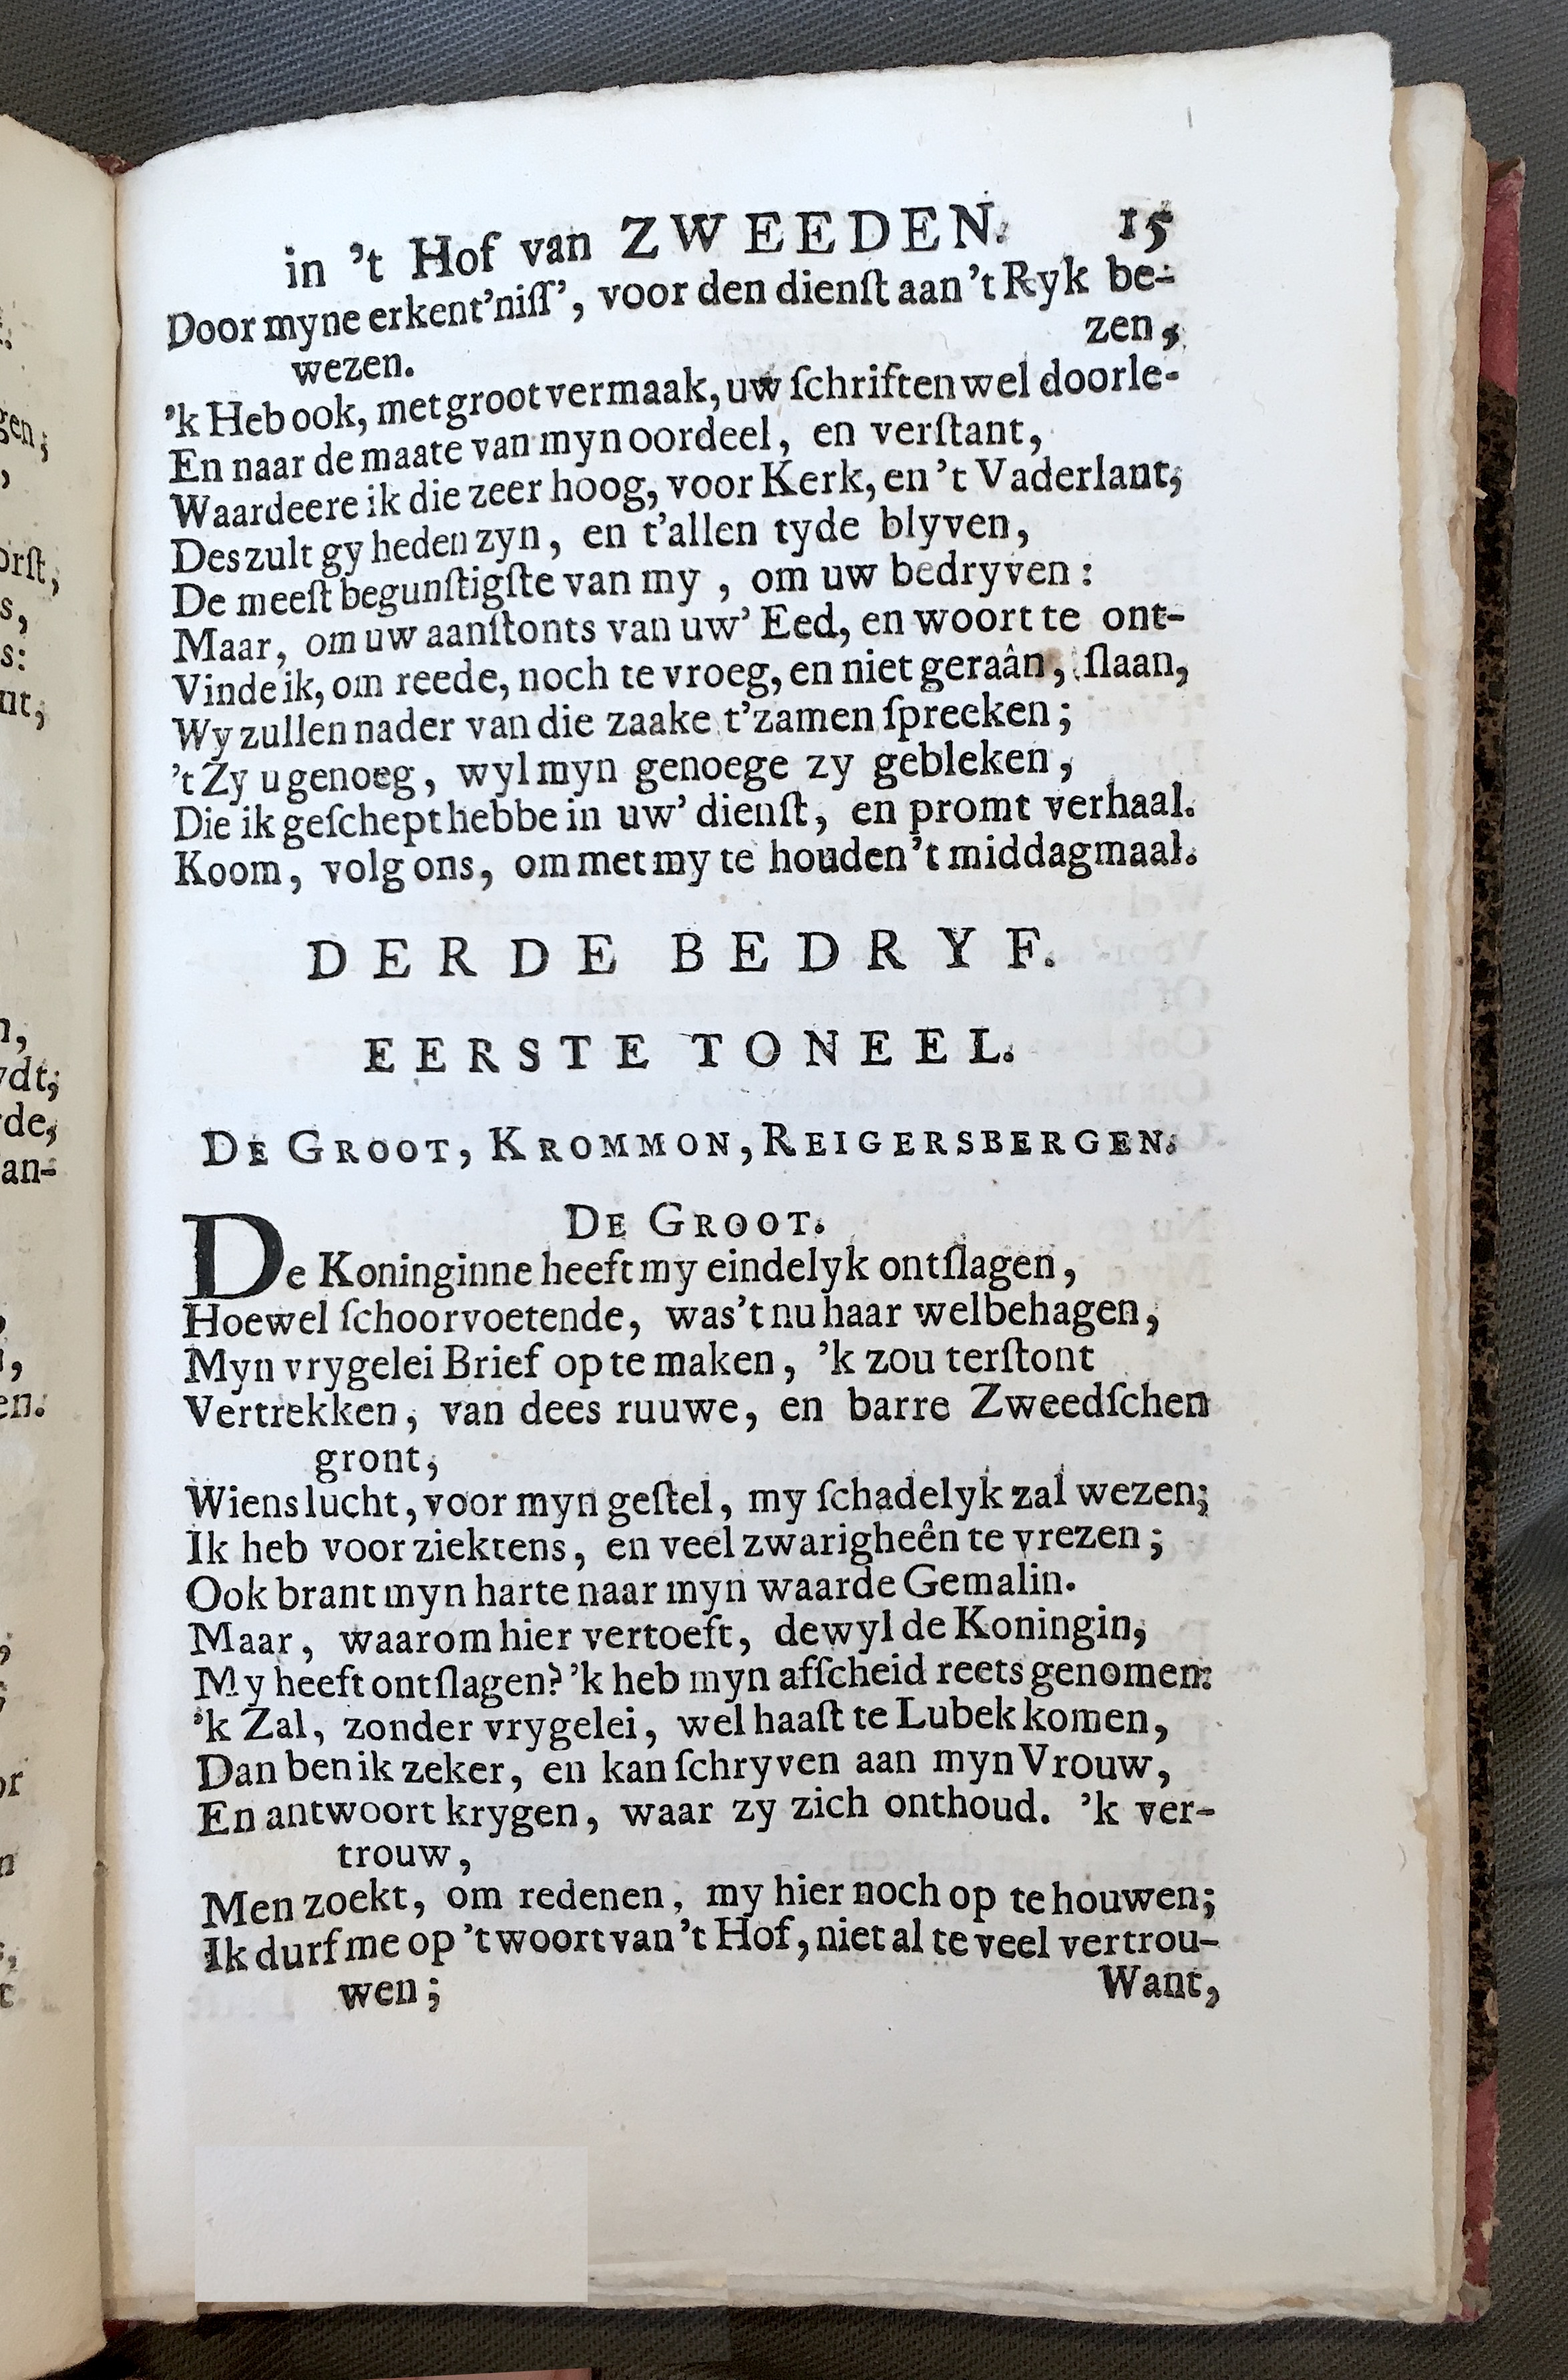 in 't Hof van ZWEEDEN. 15
Door myne erkent'niſſ', voor den dienſt aan 't Ryk be-
wezen.
zen,
'k Heb ook, met groot vermaak, uw ſchriften wel doorle-
En naar de maate van myn oordeel, en verſtant,
Waardeere ik die zeer hoog, voor Kerk, en 't Vaderlant;
Des zult gy heden zyn, en t'allen tyde blyven,
De meeſt begunſtigſte van my, om uw bedryven:
Maar, om uw aanſtonts van uw' Eed, en woort te ont-
Vinde ik, om reede, noch te vroeg, en niet geraân, ſlaan,
Wy zullen nader van die zaake t'zamen ſpreeken;
't Zy u genoeg, wyl myn genoege zy gebleken,
Die ik geſchept hebbe in uw' dienſt, en promt verhaal.
Koom, volg ons, om met my te houden 't middagmaal.
DERDE BEDRYF.
EERSTE TONEEL.
DE GROOT, KROMMON, REIGERSBERGEN.
DE GROOT.
De Koninginne heeft my eindelyk ontſlagen,
Hoewel ſchoorvoetende, was 't nu haar welbehagen,
Myn vrygelei Brief op te maken, 'k zou terſtont
Vertrekken, van dees ruuwe, en barre Zweedſchen
gront;
Wiens lucht, voor myn geſtel, my ſchadelyk zal wezen;
Ik heb voor ziektens, en veel zwarigheên te vrezen;
Ook brant myn harte naar myn waarde Gemalin.
Maar, waarom hier vertoeft, dewyl de Koningin,
My heeft ontſlagen? 'k heb myn afſcheid reets genomen:
'k Zal, zonder vrygelei, wel haaſt te Lubek komen,
Dan ben ik zeker, en kan ſchryven aan myn Vrouw,
En antwoort krygen, waar zy zich onthoud. 'k ver-
trouw,
Men zoekt, om redenen, my hier noch op te houwen;
Ik durf me op 't woort van 't Hof, niet al te veel vertrou-
wen;
Want,